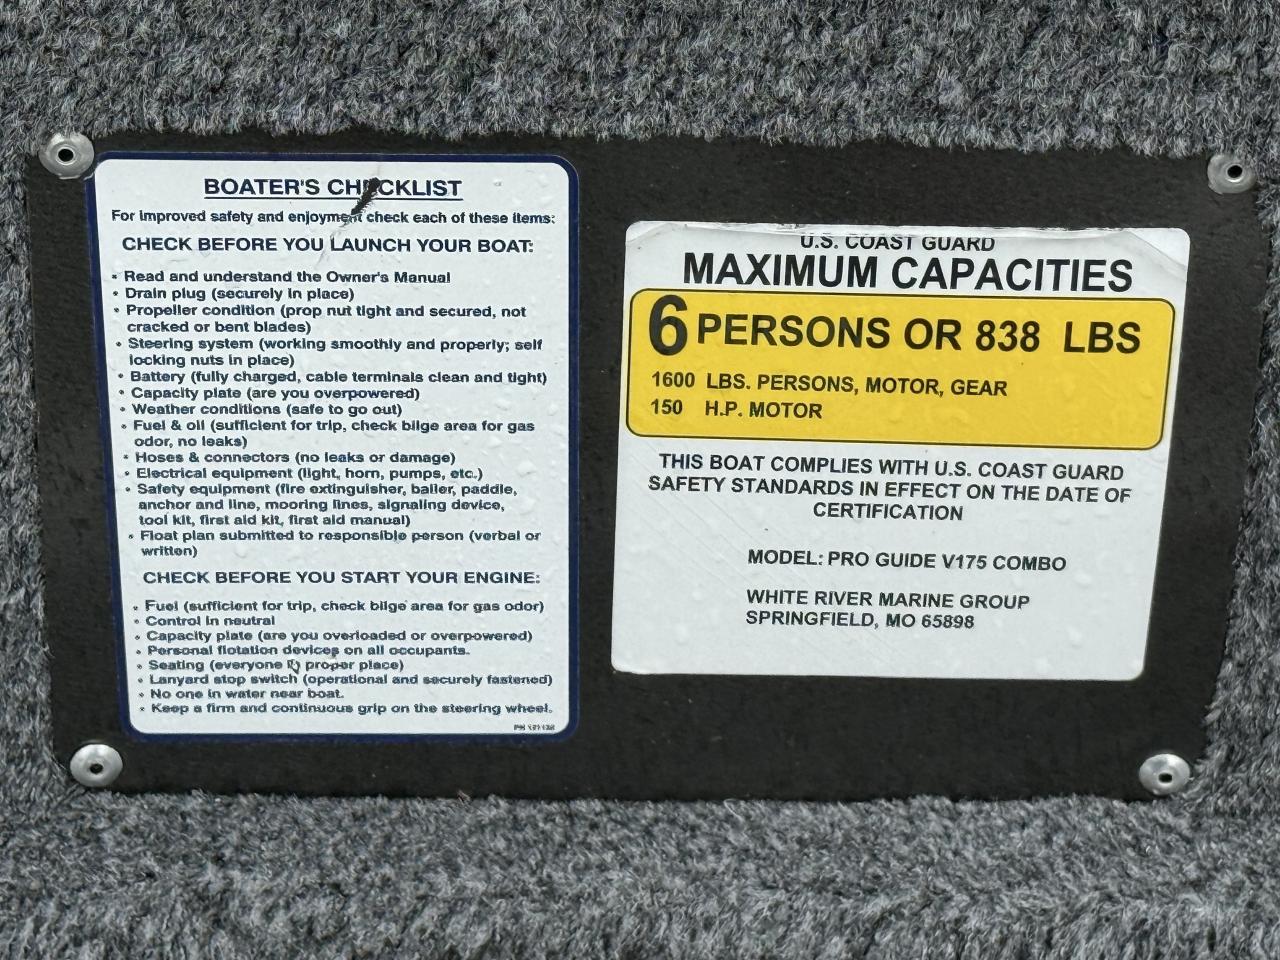 BOATER'S CHECKLIST
For improved safety and enjoyment check each of these items:
CHECK BEFORE YOU LAUNCH YOUR BOAT:
• Read and understand the Owner's Manual
• Drain plug (securely in place)
• Propeller condition (prop nut tight and secured, not
cracked or bent blades)
• Steering system (working smoothly and properly; self
locking nuts in place)
• Battery (fully charged, cable terminals clean and tight)
• Capacity plate (are you overpowered)
• Weather conditions (safe to go out)
• Fuel & oil (sufficient for trip, check bilge area for gas
odor, no leaks)
• Hoses & connectors (no leaks or damage)
• Electrical equipment (light, horn, pumps, etc.)
• Safety equipment (fire extinguisher, bailer, paddle,
anchor and line, mooring lines, signaling device,
tool kit, first aid kit, first aid manual)
• Float plan submitted to responsible person (verbal or
written)
CHECK BEFORE YOU START YOUR ENGINE:
• Fuel (sufficient for trip, check bilge area for gas odor)
• Control in neutral
• Capacity plate (are you overloaded or overpowered)
• Personal flotation devices on all occupants.
• Seating (everyone in proper place)
• Lanyard stop switch (operational and securely fastened)
• No one in water near boat.
• Keep a firm and continuous grip on the steering wheel.
U.S. COAST GUARD
MAXIMUM CAPACITIES
6 PERSONS OR 838 LBS
1600 LBS. PERSONS, MOTOR, GEAR
150 H.P. MOTOR
THIS BOAT COMPLIES WITH U.S. COAST GUARD
SAFETY STANDARDS IN EFFECT ON THE DATE OF
CERTIFICATION
MODEL: PRO GUIDE V175 COMBO
WHITE RIVER MARINE GROUP
SPRINGFIELD, MO 65898